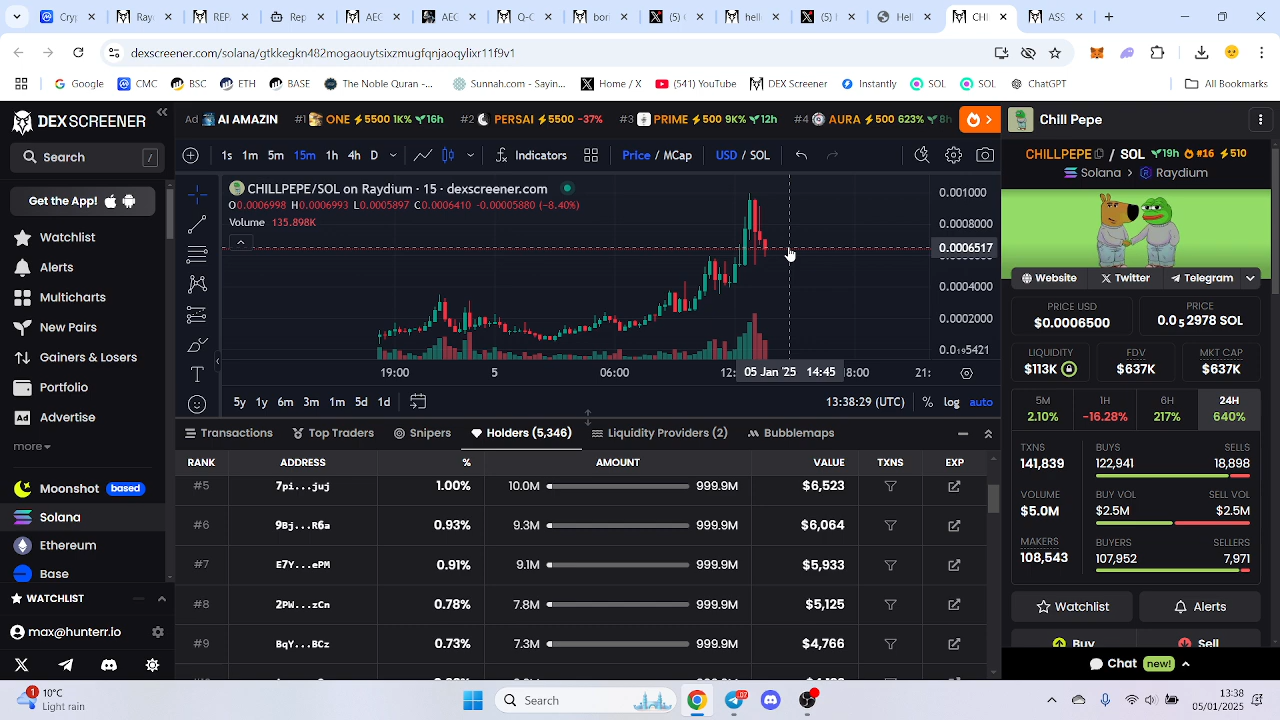 Cry
Ray
REP
Rep
AEC
AEC
Q-C
bor
(5)
hell
(5)
Hell
CHI
ASS
dexscreener.com/solana/gtkkegkn482nogaouytsixzmugfqnjaoqylixr11f9v1
Google
CMC
BSC
ETH
BASE
The Noble Quran -...
Sunnah.com - Sayin...
Home / X
(541) YouTube
DEX Screener
Instantly
SOL
SOL
ChatGPT
All Bookmarks
DEXSCREENER
Search /
Get the App!
Watchlist
Alerts
Multicharts
New Pairs
Gainers & Losers
Portfolio
Ad Advertise
more
Moonshot based
Solana
Ethereum
Base
WATCHLIST
max@hunterr.io
Ad AI AMAZIN
ONE 5500 1K% 16h
#2 PERSAI 5500 -37%
#3 PRIME 500 9K% 12h
#4 AURA 500 623% 8h
1s 1m 5m 15m 1h 4h D
Indicators
Price / MCap
USD / SOL
CHILLPEPE/SOL on Raydium · 15 · dexscreener.com
O0.0006998 H0.0006993 L0.0005897 C0.0006410 -0.00005880 (-8.40%)
Volume 135.898K
0.001000
0.0008000
0.0006517
0.0004000
0.0002000
0.0₁₉5421
19:00
5
06:00
12:
05 Jan '25 14:45
18:00
21:
5y 1y 6m 3m 1m 5d 1d
13:38:29 (UTC)
% log auto
Transactions
Top Traders
Snipers
Holders (5,346)
Liquidity Providers (2)
Bubblemaps
RANK ADDRESS % AMOUNT VALUE TXNS EXP
#5 7pi...juj 1.00% 10.0M 999.9M $6,523
#6 9Bj...R6a 0.93% 9.3M 999.9M $6,064
#7 E7Y...ePM 0.91% 9.1M 999.9M $5,933
#8 2PW...zCn 0.78% 7.8M 999.9M $5,125
#9 BqY...BCz 0.73% 7.3M 999.9M $4,766
Chill Pepe
CHILLPEPE / SOL 19h #16 510
Solana > Raydium
Website
Twitter
Telegram
PRICE USD
$0.0006500
PRICE
0.0₅2978 SOL
LIQUIDITY
$113K
FDV
$637K
MKT CAP
$637K
5M
2.10%
1H
-16.28%
6H
217%
24H
640%
TXNS
141,839
BUYS
122,941
SELLS
18,898
VOLUME
$5.0M
BUY VOL
$2.5M
SELL VOL
$2.5M
MAKERS
108,543
BUYERS
107,952
SELLERS
7,971
Watchlist
Alerts
Buy
Sell
Chat new!
1
10°C
Light rain
Search
13:38
05/01/2025